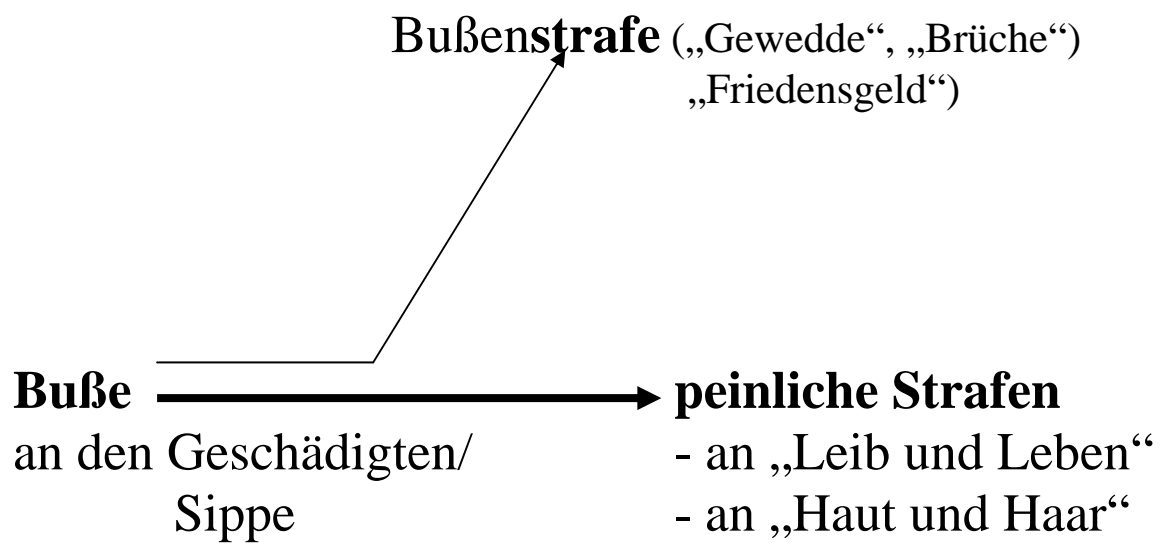 Bußenstrafe („Gewedde“, „Brüche“)
„Friedensgeld“)
Buße
an den Geschädigten/
Sippe
peinliche Strafen
- an „Leib und Leben“
- an „Haut und Haar“